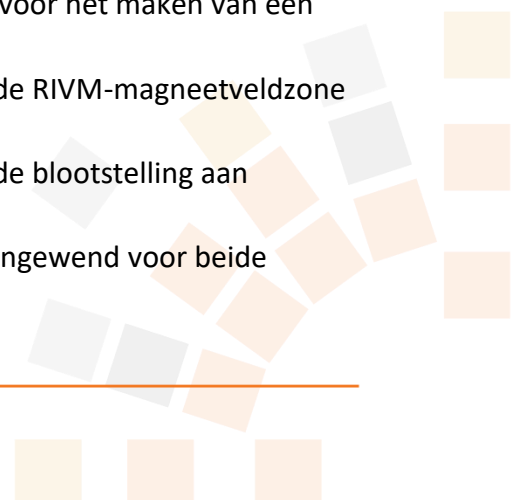 voor het maken van een
de RIVM-magneetveldzone
de blootstelling aan
ngewend voor beide